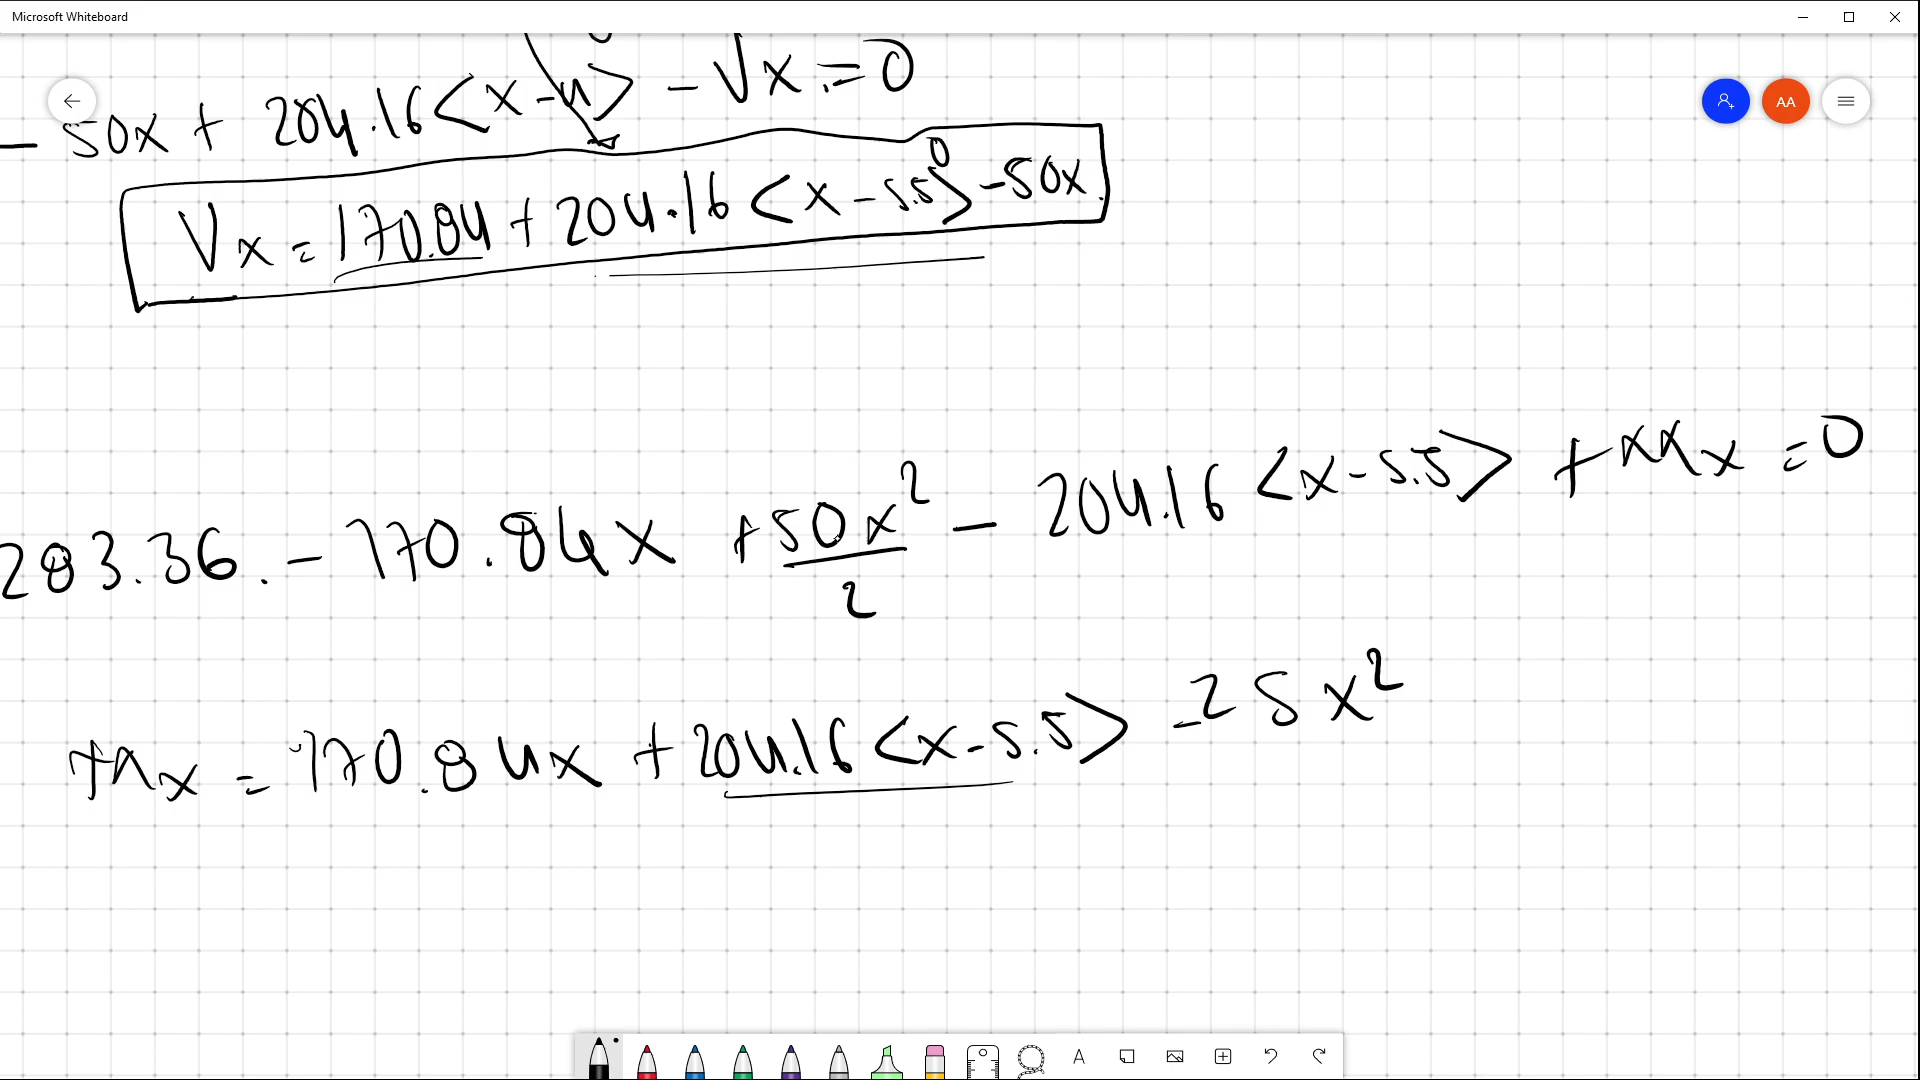 Microsoft Whiteboard
- 50x + 204.16<x-4> - Vx = 0
Vx = 170.84 + 204.16 <x - 5.5>⁰ - 50x
AA
283.36 - 170.84x + 50x²/2 - 204.16 <x - 5.5> + Mx = 0
Mx = 170.84x + 204.16 <x - 5.5> - 25x²
A